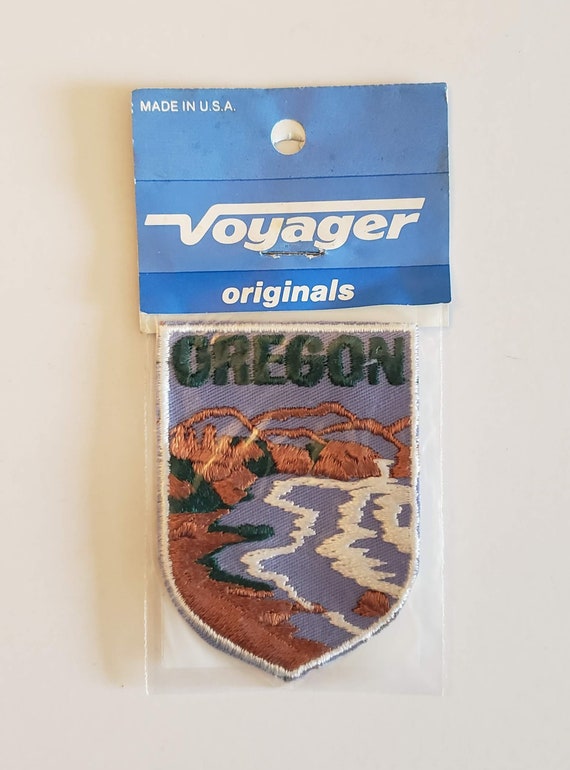 MADE IN U.S.A.
Voyager
originals
OREGON